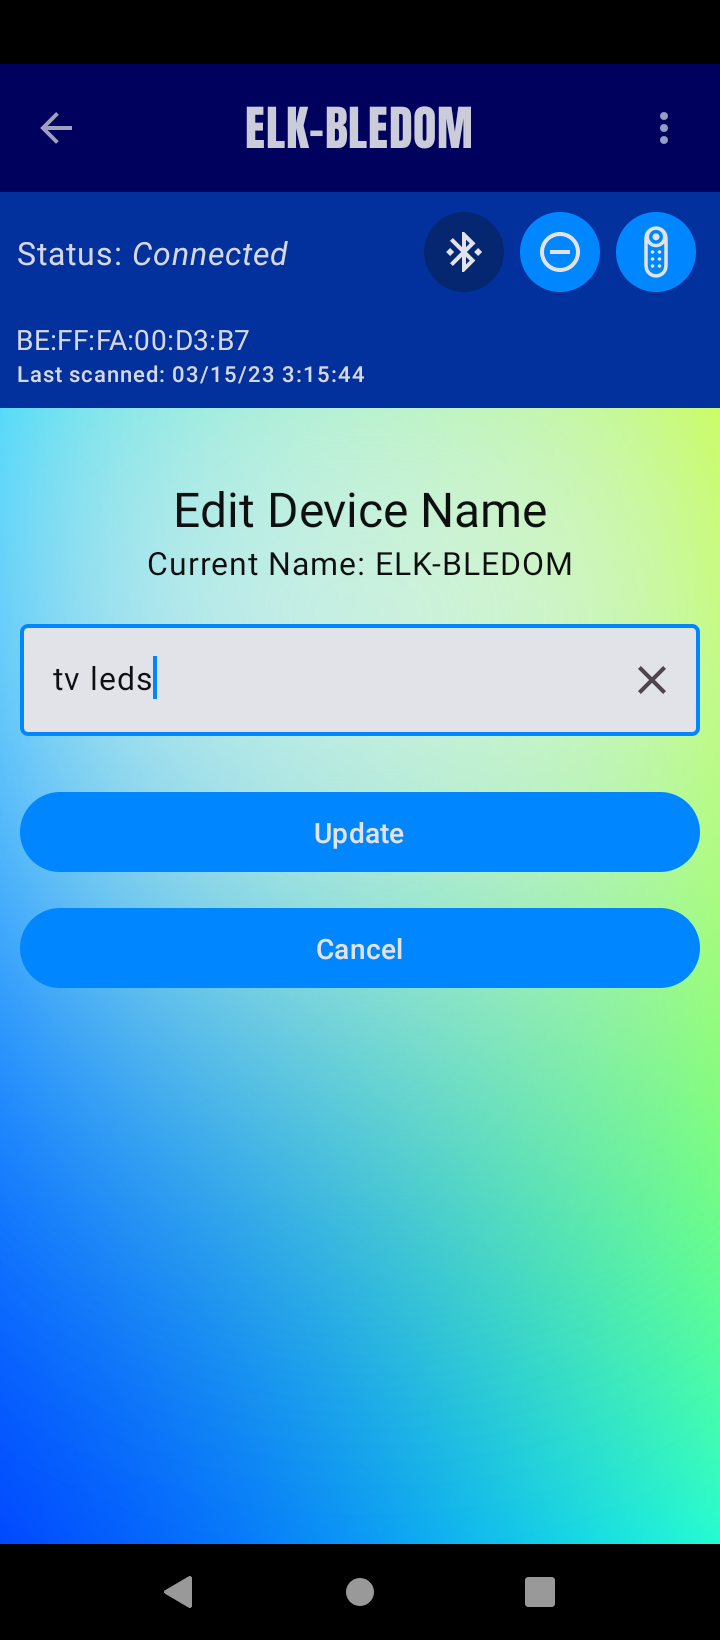 ELK-BLEDOM
Status: Connected
BE:FF:FA:00:D3:B7
Last scanned: 03/15/23 3:15:44
Edit Device Name
Current Name: ELK-BLEDOM
tv leds
Update
Cancel